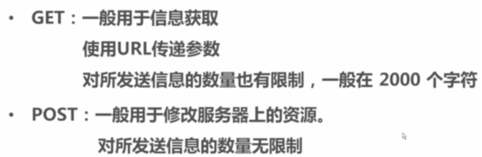 • GET：一般用于信息获取
使用URL传递参数
对所发送信息的数量也有限制，一般在 2000 个字符
• POST：一般用于修改服务器上的资源。
对所发送信息的数量无限制